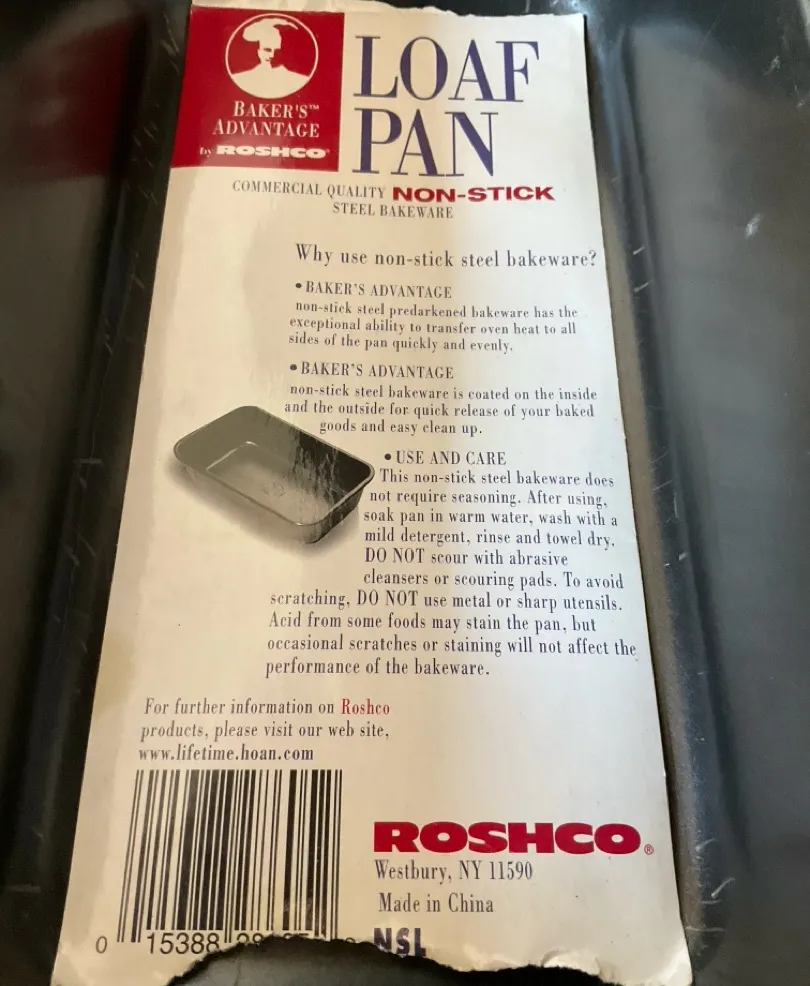 BAKER'S™
ADVANTAGE
by ROSHCO®
LOAF
PAN
COMMERCIAL QUALITY NON-STICK
STEEL BAKEWARE
Why use non-stick steel bakeware?
• BAKER'S ADVANTAGE
non-stick steel predarkened bakeware has the
exceptional ability to transfer oven heat to all
sides of the pan quickly and evenly.
• BAKER'S ADVANTAGE
non-stick steel bakeware is coated on the inside
and the outside for quick release of your baked
goods and easy clean up.
• USE AND CARE
This non-stick steel bakeware does
not require seasoning. After using,
soak pan in warm water, wash with a
mild detergent, rinse and towel dry.
DO NOT scour with abrasive
cleansers or scouring pads. To avoid
scratching, DO NOT use metal or sharp utensils.
Acid from some foods may stain the pan, but
occasional scratches or staining will not affect the
performance of the bakeware.
For further information on Roshco
products, please visit our web site,
www.lifetime.hoan.com
ROSHCO®
Westbury, NY 11590
Made in China
NSL
0 15388